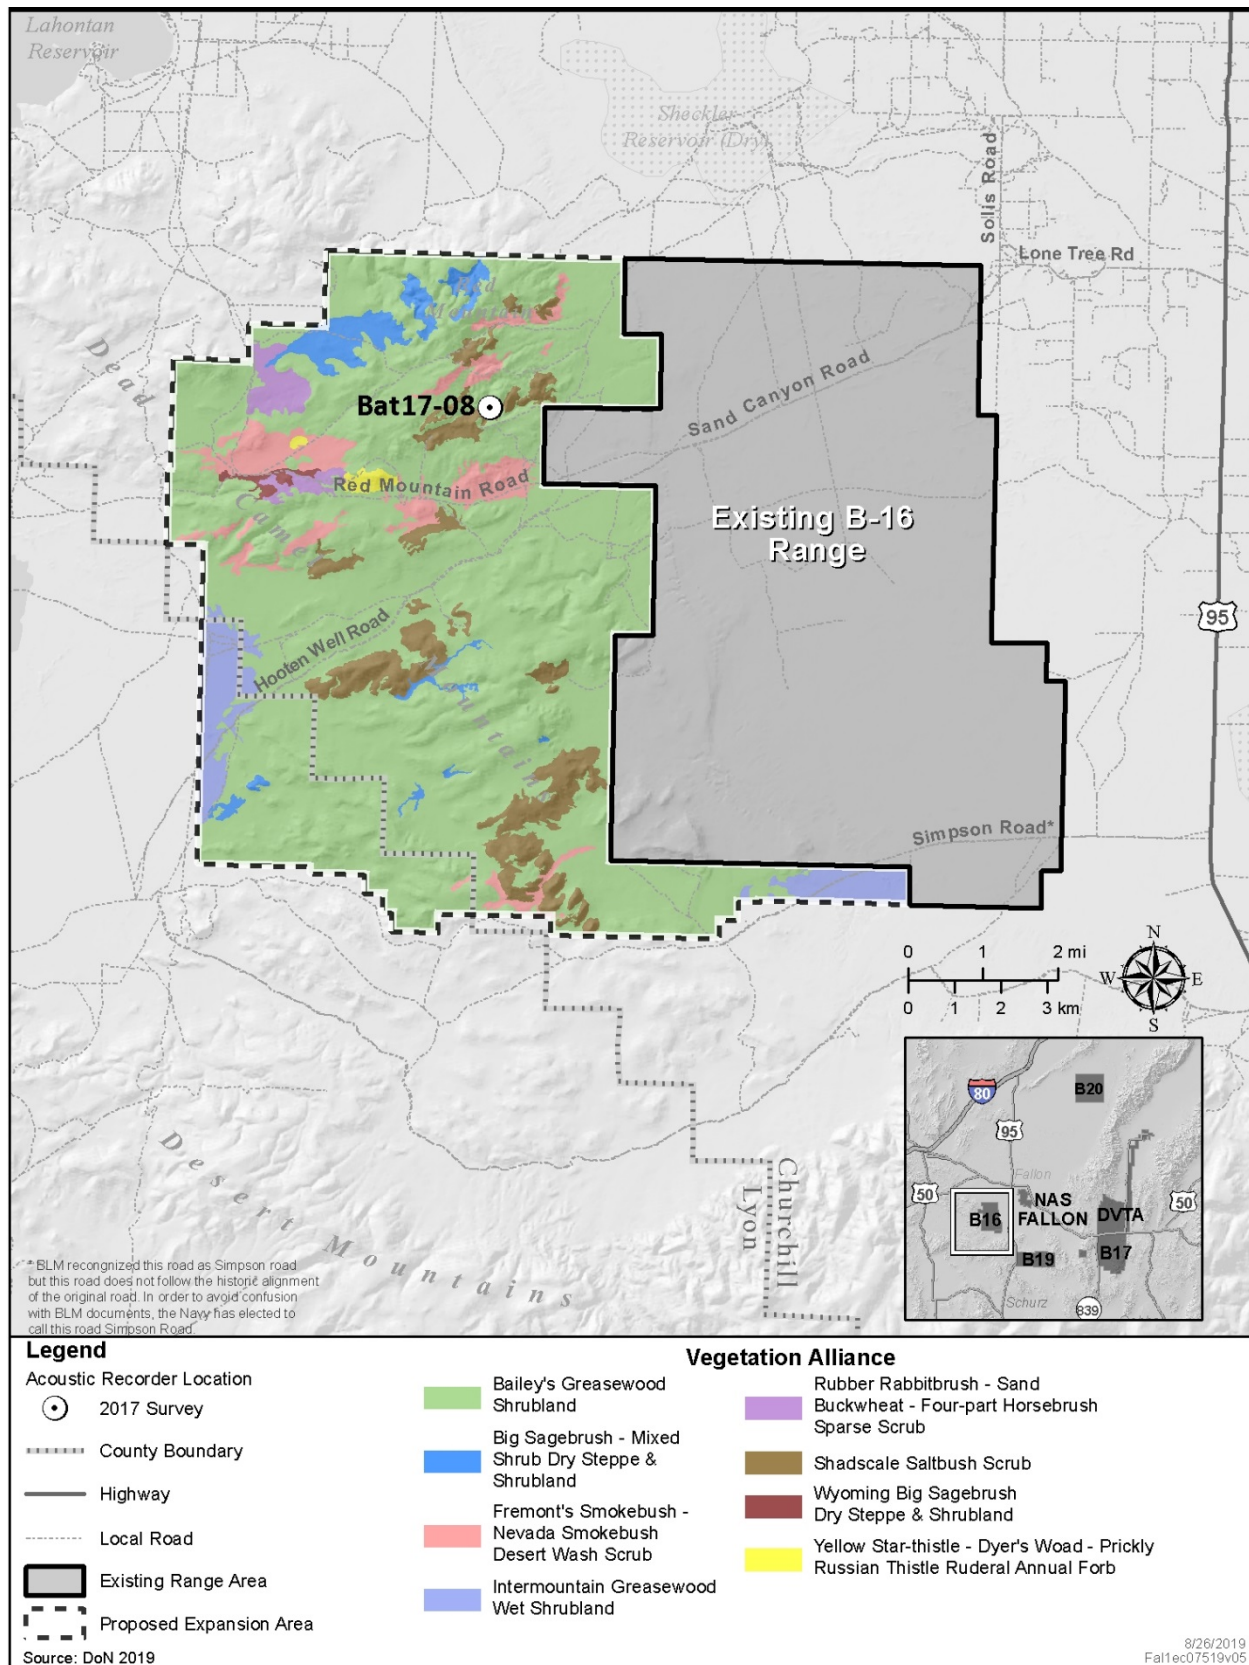 Lahontan
Reservoir
Sheckler
Reservoir (Dry)
Solis Road
Lone Tree Rd
Red
Mountain
Dead
Camel
Mountains
Bat17-08
Sand Canyon Road
Red Mountain Road
Existing B-16
Range
Hooten Well Road
95
Simpson Road*
0 1 2 mi
0 1 2 3 km
N
W E
S
Desert Mountains
Churchill
Lyon
80
B20
95
Fallon
50
NAS
FALLON
DVTA
50
B16
B17
B19
Schurz
839
* BLM recongnized this road as Simpson road
but this road does not follow the historic alignment
of the original road. In order to avoid confusion
with BLM documents, the Navy has elected to
call this road Simpson Road.
Legend
Acoustic Recorder Location
2017 Survey
County Boundary
Highway
Local Road
Existing Range Area
Proposed Expansion Area
Source: DoN 2019
Vegetation Alliance
Bailey's Greasewood
Shrubland
Big Sagebrush - Mixed
Shrub Dry Steppe &
Shrubland
Fremont's Smokebush -
Nevada Smokebush
Desert Wash Scrub
Intermountain Greasewood
Wet Shrubland
Rubber Rabbitbrush - Sand
Buckwheat - Four-part Horsebrush
Sparse Scrub
Shadscale Saltbush Scrub
Wyoming Big Sagebrush
Dry Steppe & Shrubland
Yellow Star-thistle - Dyer's Woad - Prickly
Russian Thistle Ruderal Annual Forb
8/26/2019
Fal1ec07519v05